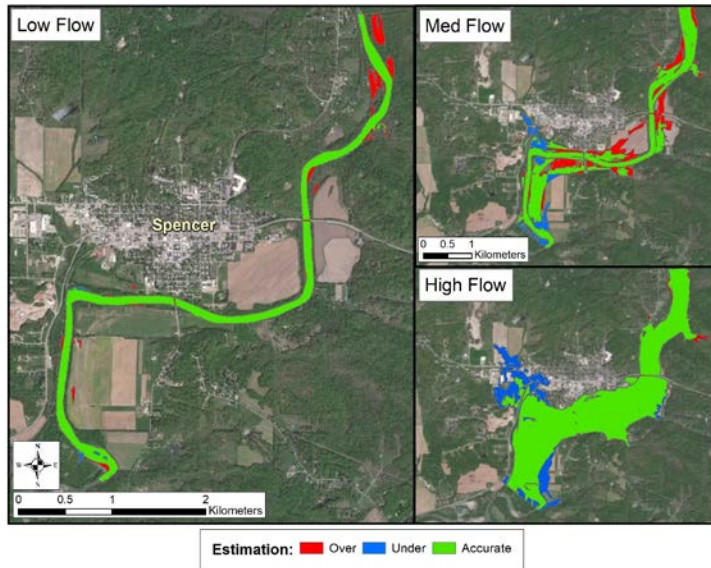 Low Flow
Spencer
N
W E
S
0 0.5 1 2
Kilometers
Med Flow
0 0.5 1
Kilometers
High Flow
Estimation: Over Under Accurate